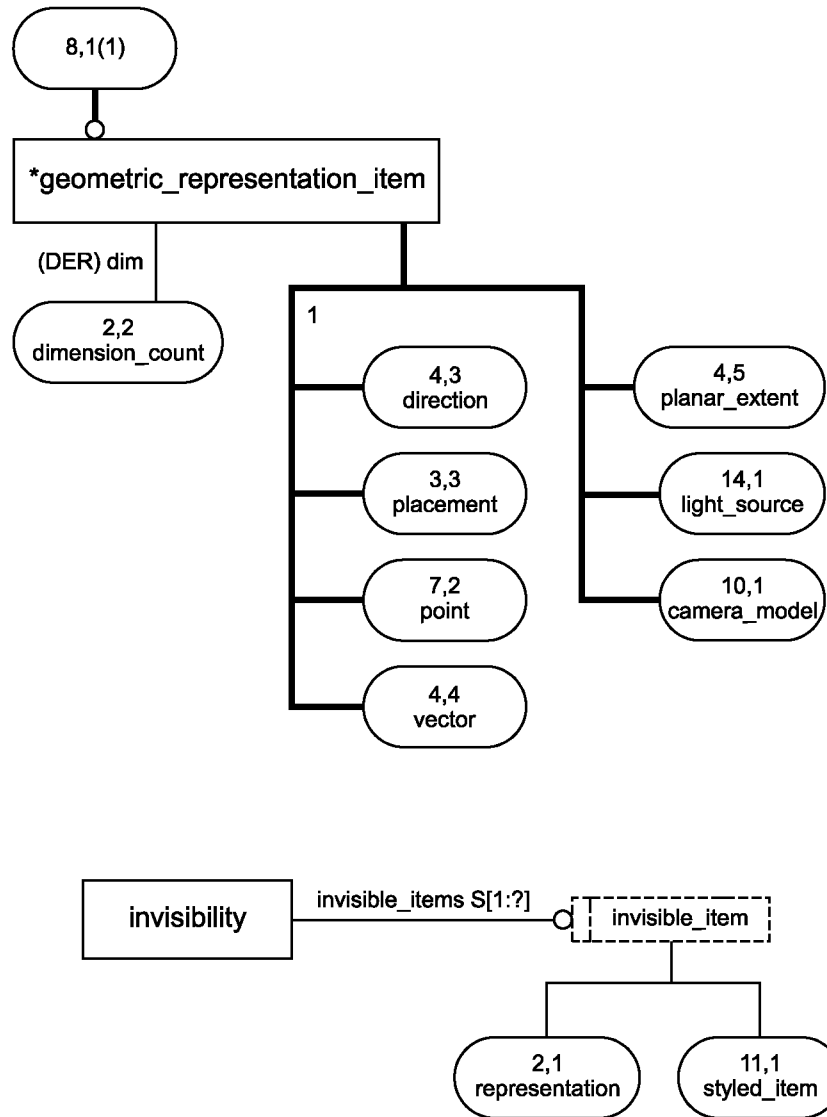 8,1(1)
*geometric_representation_item
(DER) dim
2,2
dimension_count
1
4,3
direction
3,3
placement
7,2
point
4,4
vector
4,5
planar_extent
14,1
light_source
10,1
camera_model
invisibility
invisible_items S[1:?]
invisible_item
2,1
representation
11,1
styled_item